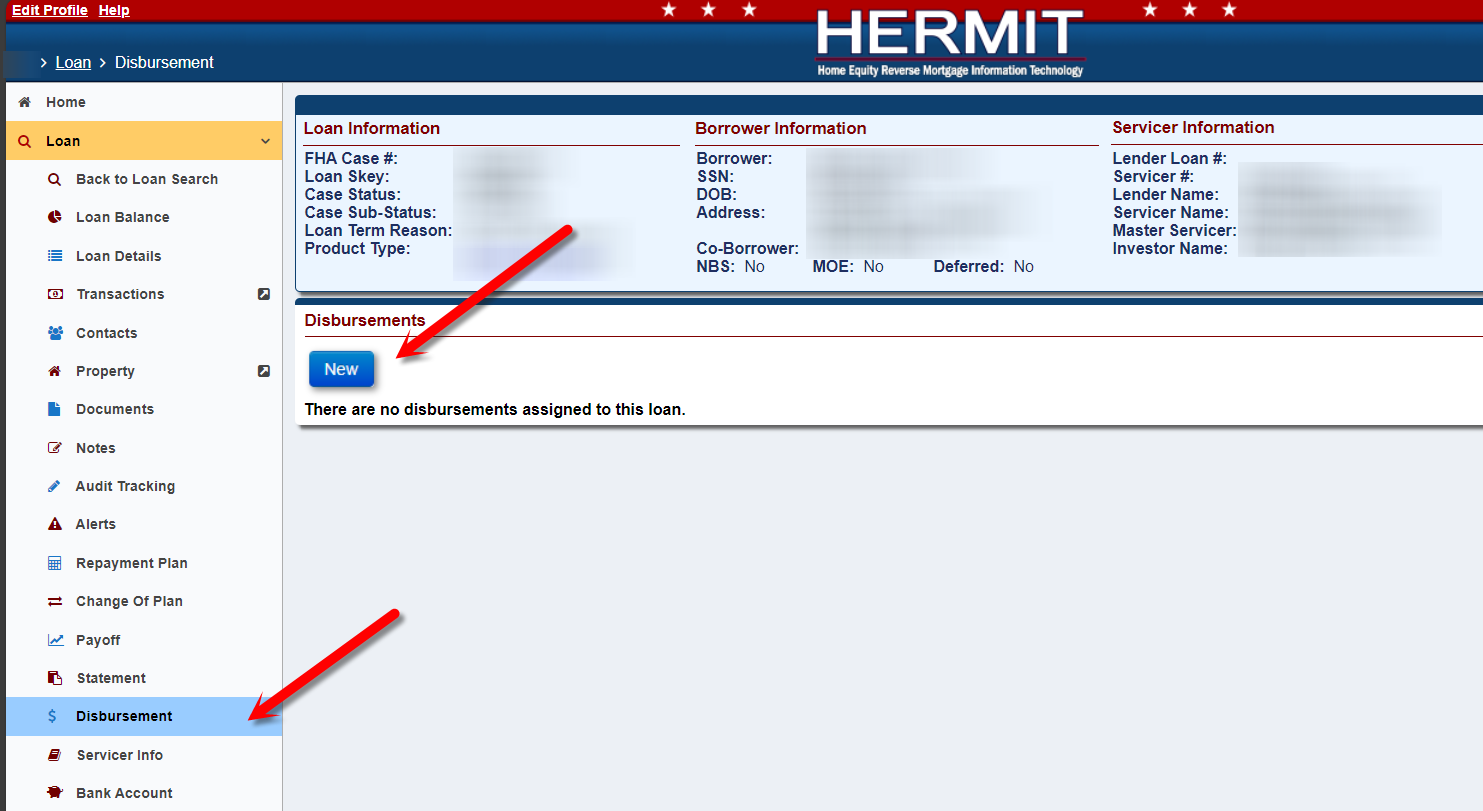 Edit Profile Help
HERMIT
Home Equity Reverse Mortgage Information Technology
> Loan > Disbursement
Home
Loan
Back to Loan Search
Loan Balance
Loan Details
Transactions
Contacts
Property
Documents
Notes
Audit Tracking
Alerts
Repayment Plan
Change Of Plan
Payoff
Statement
$ Disbursement
Servicer Info
Bank Account
Loan Information
FHA Case #:
Loan Skey:
Case Status:
Case Sub-Status:
Loan Term Reason:
Product Type:
Borrower Information
Borrower:
SSN:
DOB:
Address:
Co-Borrower:
NBS: No MOE: No Deferred: No
Servicer Information
Lender Loan #:
Servicer #:
Lender Name:
Servicer Name:
Master Servicer:
Investor Name:
Disbursements
New
There are no disbursements assigned to this loan.